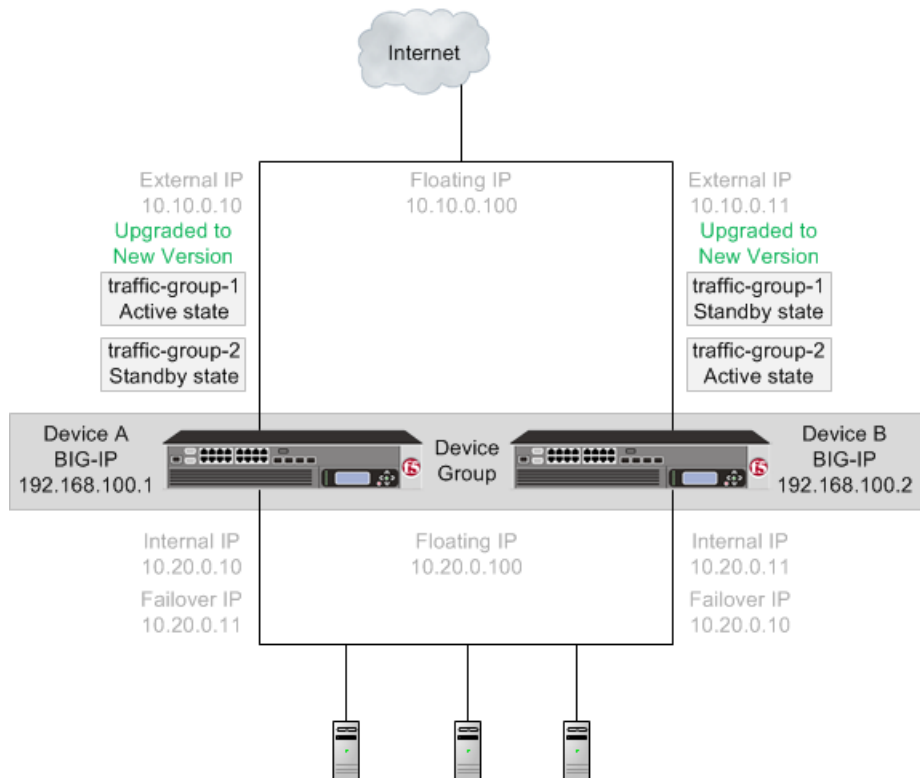 Internet
External IP
10.10.0.10
Floating IP
10.10.0.100
External IP
10.10.0.11
Upgraded to
New Version
Upgraded to
New Version
traffic-group-1
Active state
traffic-group-1
Standby state
traffic-group-2
Standby state
traffic-group-2
Active state
Device A
BIG-IP
192.168.100.1
Device
Group
Device B
BIG-IP
192.168.100.2
Internal IP
10.20.0.10
Floating IP
10.20.0.100
Internal IP
10.20.0.11
Failover IP
10.20.0.11
Failover IP
10.20.0.10